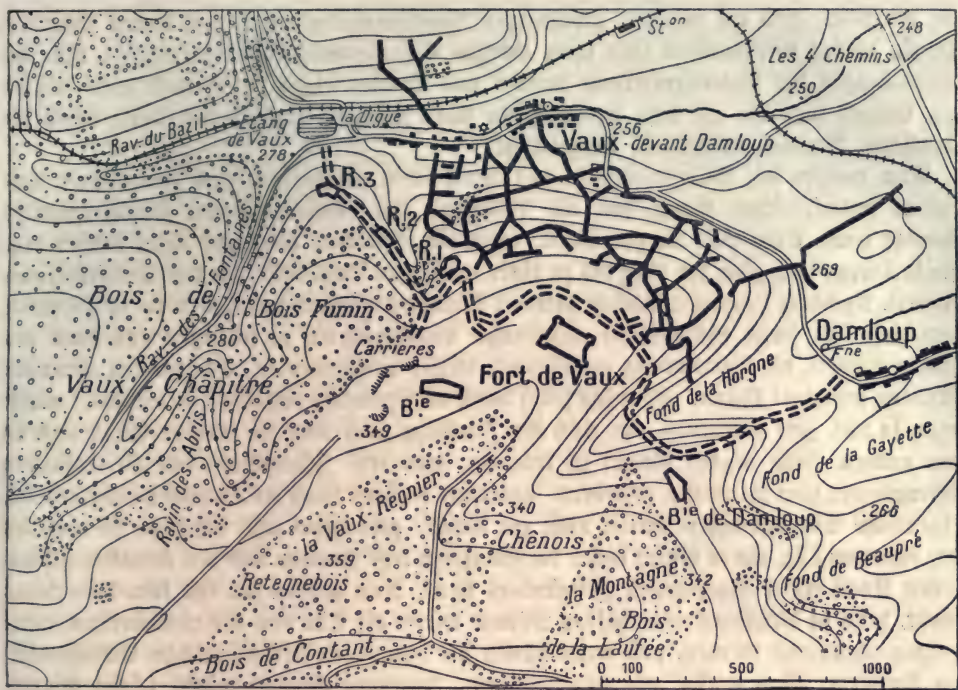 248
St on
Les 4 Chemins
250
la Digue
Rav. du Bazil
Etang
de Vaux
278
256
Vaux-devant Damloup
R.3
R.2
R.1
Rav. des Fontaines
Bois de
Vaux-Chapitre
280
Bois Fumin
269
Damloup
Fne
Carrières
Fort de Vaux
Bie
349
Fond de la Horgne
Ravin des Abris
Fond de la Gayette
la Vaux Regnier
340
Bie de Damloup
266
359
Chênois
Retegnebois
la Montagne
342
Fond de Beaupré
Bois
de la Laufée
Bois de Contant
0 100 500 1000